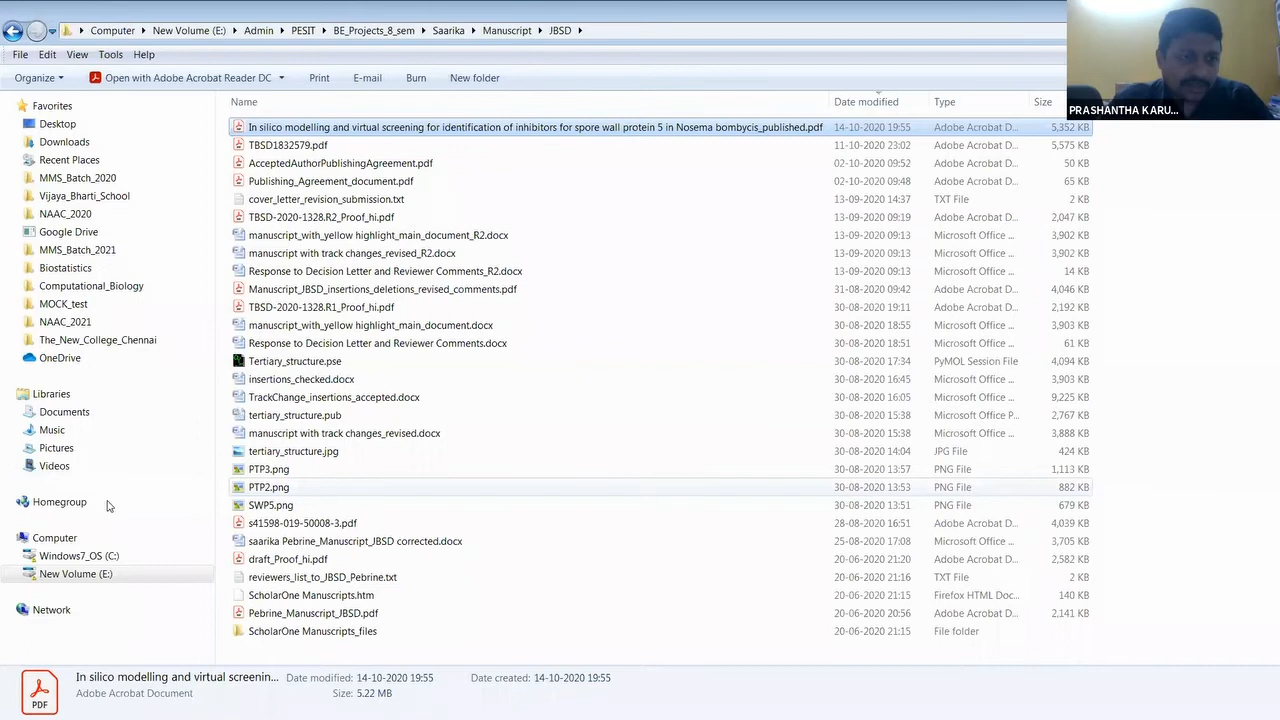 Computer New Volume (E:) Admin PESIT BE_Projects_8_sem Saarika Manuscript JBSD
File Edit View Tools Help
PRASHANTHA KARU...
Organize Open with Adobe Acrobat Reader DC Print E-mail Burn New folder
Name Date modified Type Size
Favorites
Desktop
Downloads
Recent Places
MMS_Batch_2020
Vijaya_Bharti_School
NAAC_2020
Google Drive
MMS_Batch_2021
Biostatistics
Computational_Biology
MOCK_test
NAAC_2021
The_New_College_Chennai
OneDrive
Libraries
Documents
Music
Pictures
Videos
Homegroup
Computer
Windows7_OS (C:)
New Volume (E:)
Network
In silico modelling and virtual screening for identification of inhibitors for spore wall protein 5 in Nosema bombycis_published.p 14-10-2020 19:55 Adobe Acrobat D... 5,352 KB
TBSD1832579.pdf 11-10-2020 23:02 Adobe Acrobat D... 5,575 KB
AcceptedAuthorPublishingAgreement.pdf 02-10-2020 09:52 Adobe Acrobat D... 50 KB
Publishing_Agreement_document.pdf 02-10-2020 09:48 Adobe Acrobat D... 65 KB
cover_letter_revision_submission.txt 13-09-2020 14:37 TXT File 2 KB
TBSD-2020-1328.R2_Proof_hi.pdf 13-09-2020 09:19 Adobe Acrobat D... 2,047 KB
manuscript_with_yellow highlight_main_document_R2.docx 13-09-2020 09:13 Microsoft Office ... 3,902 KB
manuscript with track changes_revised_R2.docx 13-09-2020 09:13 Microsoft Office ... 3,902 KB
Response to Decision Letter and Reviewer Comments_R2.docx 13-09-2020 09:13 Microsoft Office ... 14 KB
Manuscript_JBSD_insertions_deletions_revised_comments.pdf 31-08-2020 09:42 Adobe Acrobat D... 4,046 KB
TBSD-2020-1328.R1_Proof_hi.pdf 30-08-2020 19:11 Adobe Acrobat D... 2,192 KB
manuscript_with_yellow highlight_main_document.docx 30-08-2020 18:55 Microsoft Office ... 3,903 KB
Response to Decision Letter and Reviewer Comments.docx 30-08-2020 18:51 Microsoft Office ... 61 KB
Tertiary_structure.pse 30-08-2020 17:34 PyMOL Session File 4,094 KB
insertions_checked.docx 30-08-2020 16:45 Microsoft Office ... 3,903 KB
TrackChange_insertions_accepted.docx 30-08-2020 16:05 Microsoft Office ... 9,225 KB
tertiary_structure.pub 30-08-2020 15:38 Microsoft Office P... 2,767 KB
manuscript with track changes_revised.docx 30-08-2020 15:38 Microsoft Office ... 3,888 KB
tertiary_structure.jpg 30-08-2020 14:04 JPG File 424 KB
PTP3.png 30-08-2020 13:57 PNG File 1,113 KB
PTP2.png 30-08-2020 13:53 PNG File 882 KB
SWP5.png 30-08-2020 13:51 PNG File 679 KB
s41598-019-50008-3.pdf 28-08-2020 16:51 Adobe Acrobat D... 4,039 KB
saarika Pebrine_Manuscript_JBSD corrected.docx 25-08-2020 17:08 Microsoft Office ... 3,705 KB
draft_Proof_hi.pdf 20-06-2020 21:20 Adobe Acrobat D... 2,582 KB
reviewers_list_to_JBSD_Pebrine.txt 20-06-2020 21:16 TXT File 2 KB
ScholarOne Manuscripts.htm 20-06-2020 21:15 Firefox HTML Doc... 140 KB
Pebrine_Manuscript_JBSD.pdf 20-06-2020 20:56 Adobe Acrobat D... 2,141 KB
ScholarOne Manuscripts_files 20-06-2020 21:15 File folder
PDF
In silico modelling and virtual screenin... Date modified: 14-10-2020 19:55 Date created: 14-10-2020 19:55
Adobe Acrobat Document Size: 5.22 MB